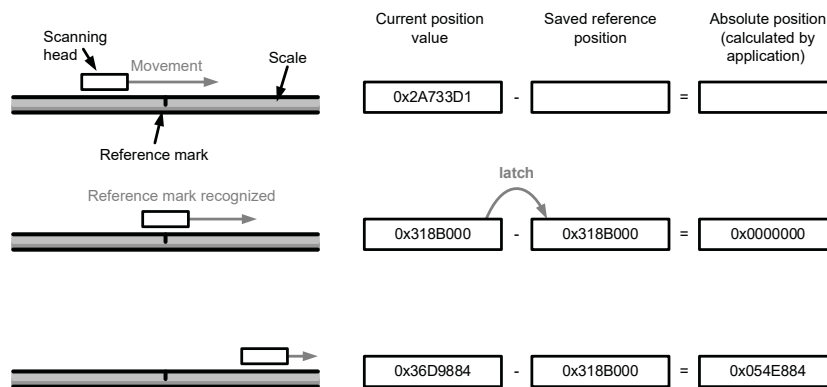 Current position
value
Saved reference
position
Absolute position
(calculated by
application)
Scanning
head
Movement
Scale
0x2A733D1 - =
Reference mark
latch
Reference mark recognized
0x318B000 - 0x318B000 = 0x0000000
0x36D9884 - 0x318B000 = 0x054E884